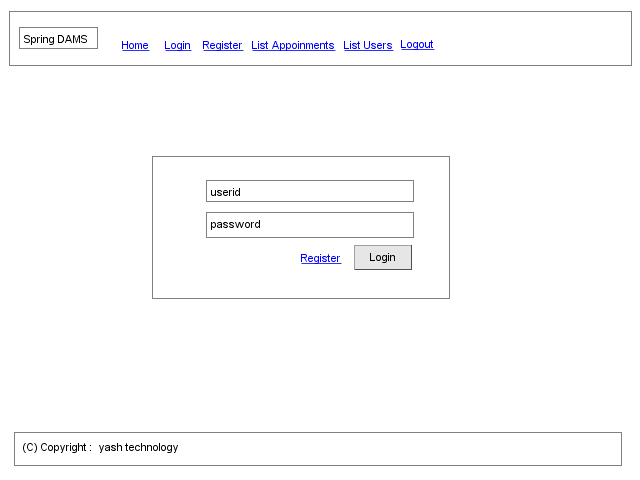 Spring DAMS Home Login Register List Appoinments List Users Logout
userid
password
Register Login
(C) Copyright : yash technology